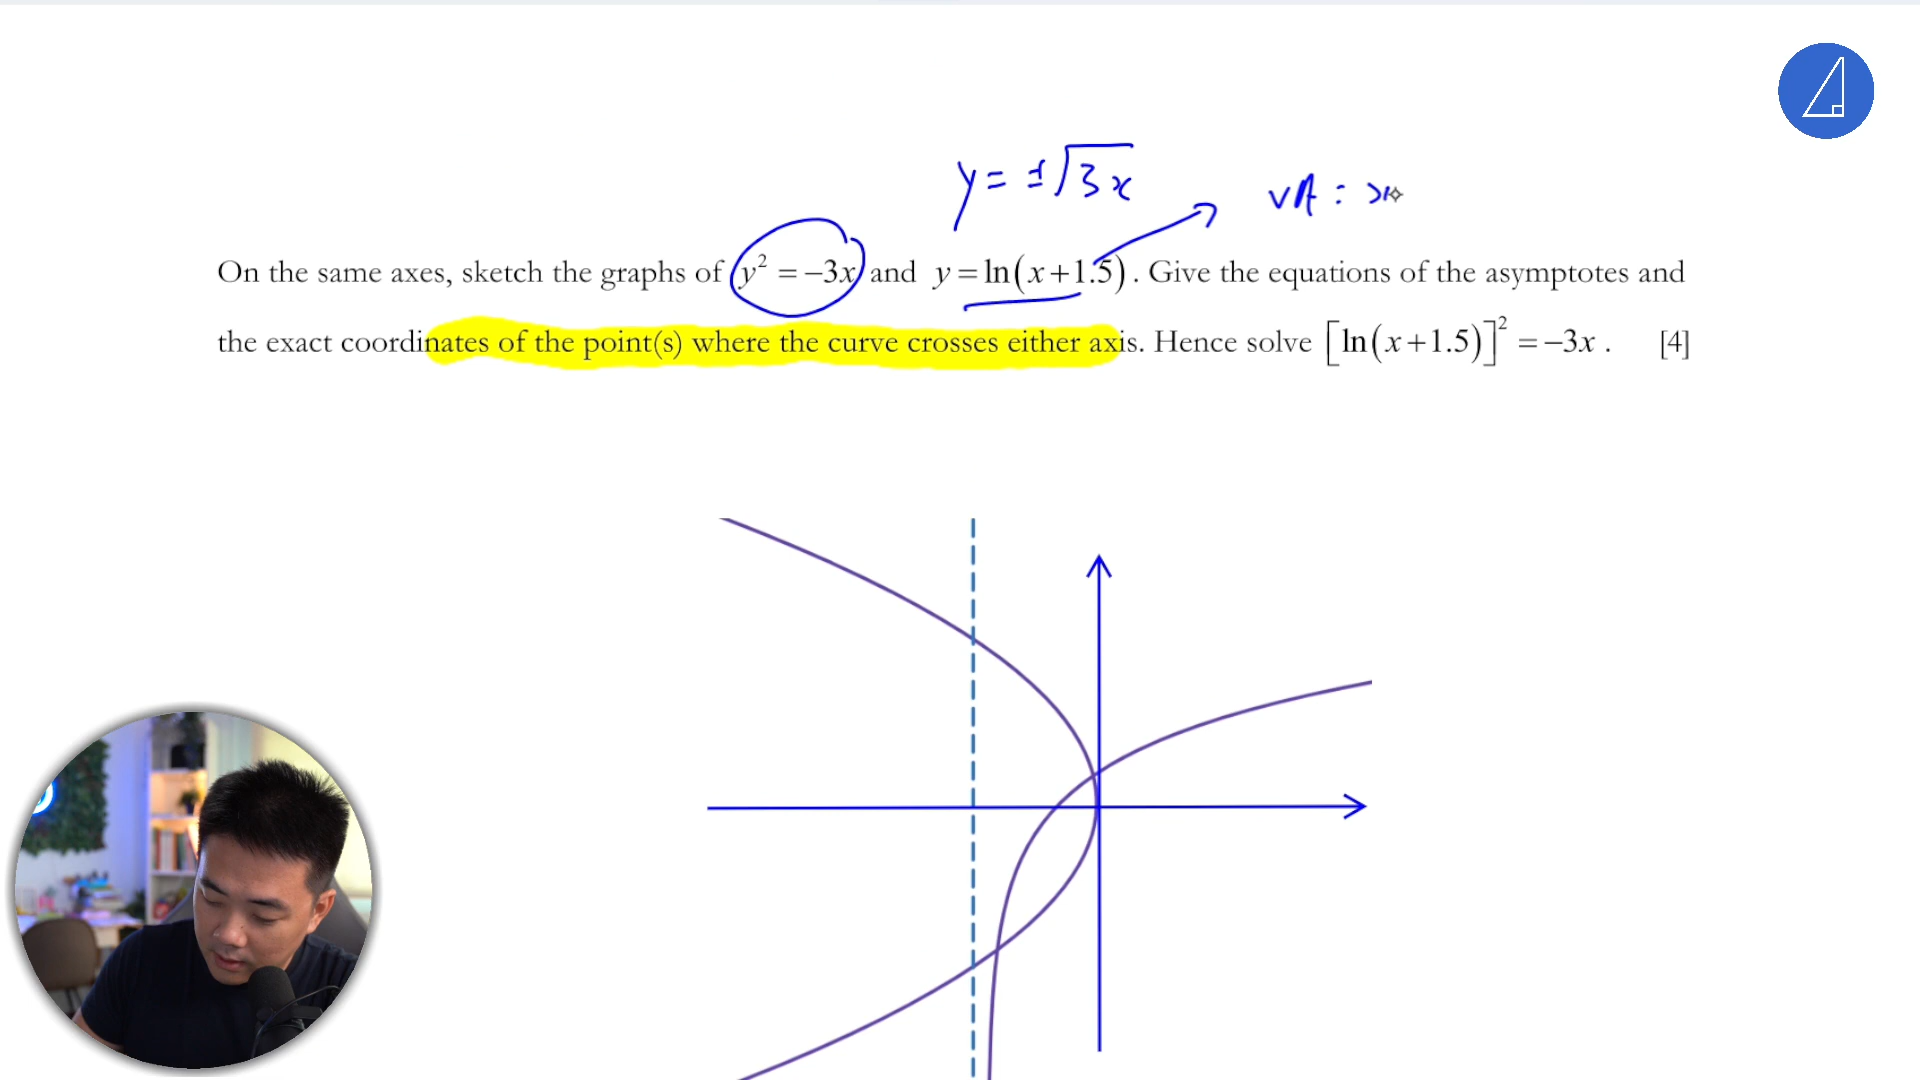 y = ±√3x
VA : x
On the same axes, sketch the graphs of y² = −3x and y = ln(x+1.5). Give the equations of the asymptotes and
the exact coordinates of the point(s) where the curve crosses either axis. Hence solve [ln(x+1.5)]² = −3x. [4]